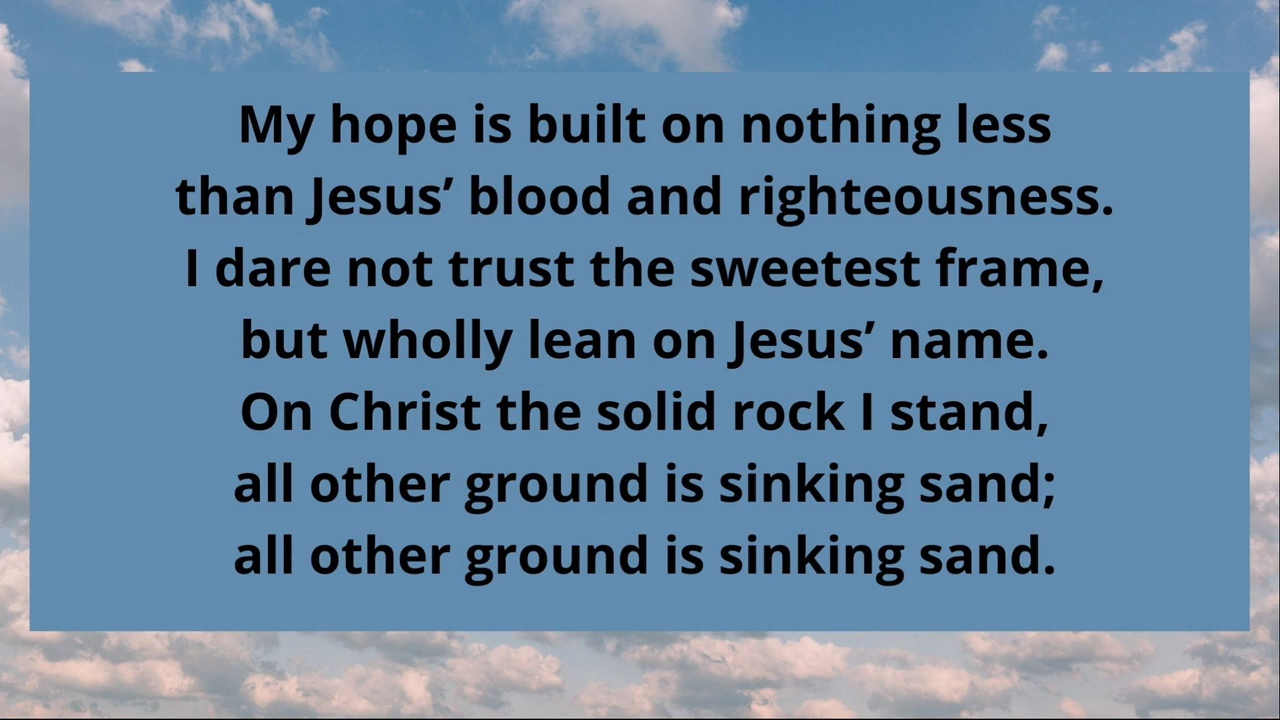 My hope is built on nothing less
than Jesus’ blood and righteousness.
I dare not trust the sweetest frame,
but wholly lean on Jesus’ name.
On Christ the solid rock I stand,
all other ground is sinking sand;
all other ground is sinking sand.